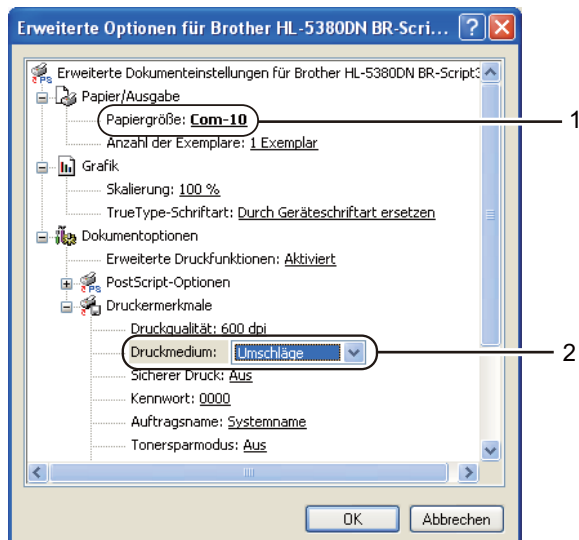 Erweiterte Optionen für Brother HL-5380DN BR-Scri...
Erweiterte Dokumenteinstellungen für Brother HL-5380DN BR-Script3
Papier/Ausgabe
Papiergröße: Com-10
1
Anzahl der Exemplare: 1 Exemplar
Grafik
Skalierung: 100 %
TrueType-Schriftart: Durch Geräteschriftart ersetzen
Dokumentoptionen
Erweiterte Druckfunktionen: Aktiviert
PostScript-Optionen
Druckermerkmale
Druckqualität: 600 dpi
Druckmedium: Umschläge
2
Sicherer Druck: Aus
Kennwort: 0000
Auftragsname: Systemname
Tonersparmodus: Aus
OK Abbrechen